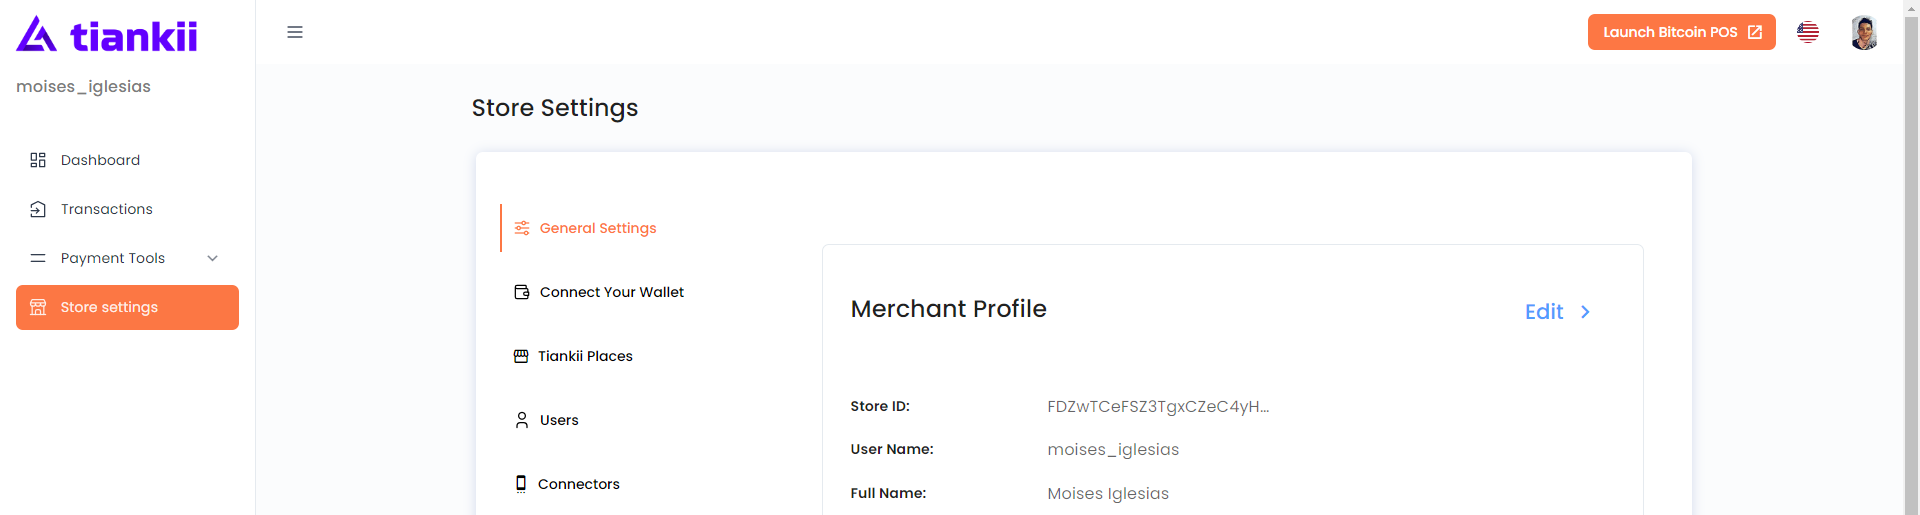 tiankii
moises_iglesias
Dashboard
Transactions
Payment Tools
Store settings
Launch Bitcoin POS
Store Settings
General Settings
Connect Your Wallet
Tiankii Places
Users
Connectors
Merchant Profile
Edit
Store ID: FDZwTCeFSZ3TgxCZeC4yH...
User Name: moises_iglesias
Full Name: Moises Iglesias